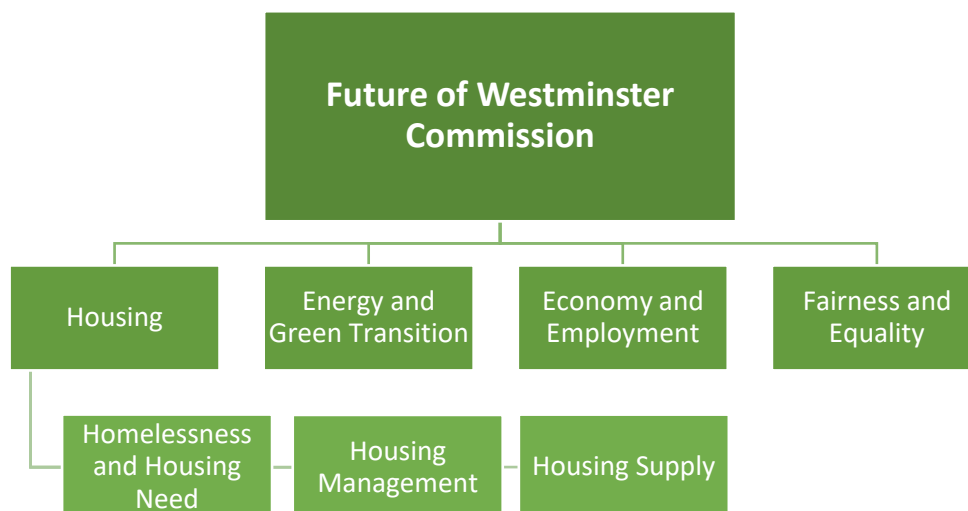 Future of Westminster
Commission
Housing
Energy and
Green Transition
Economy and
Employment
Fairness and
Equality
Homelessness
and Housing
Need
Housing
Management
Housing Supply